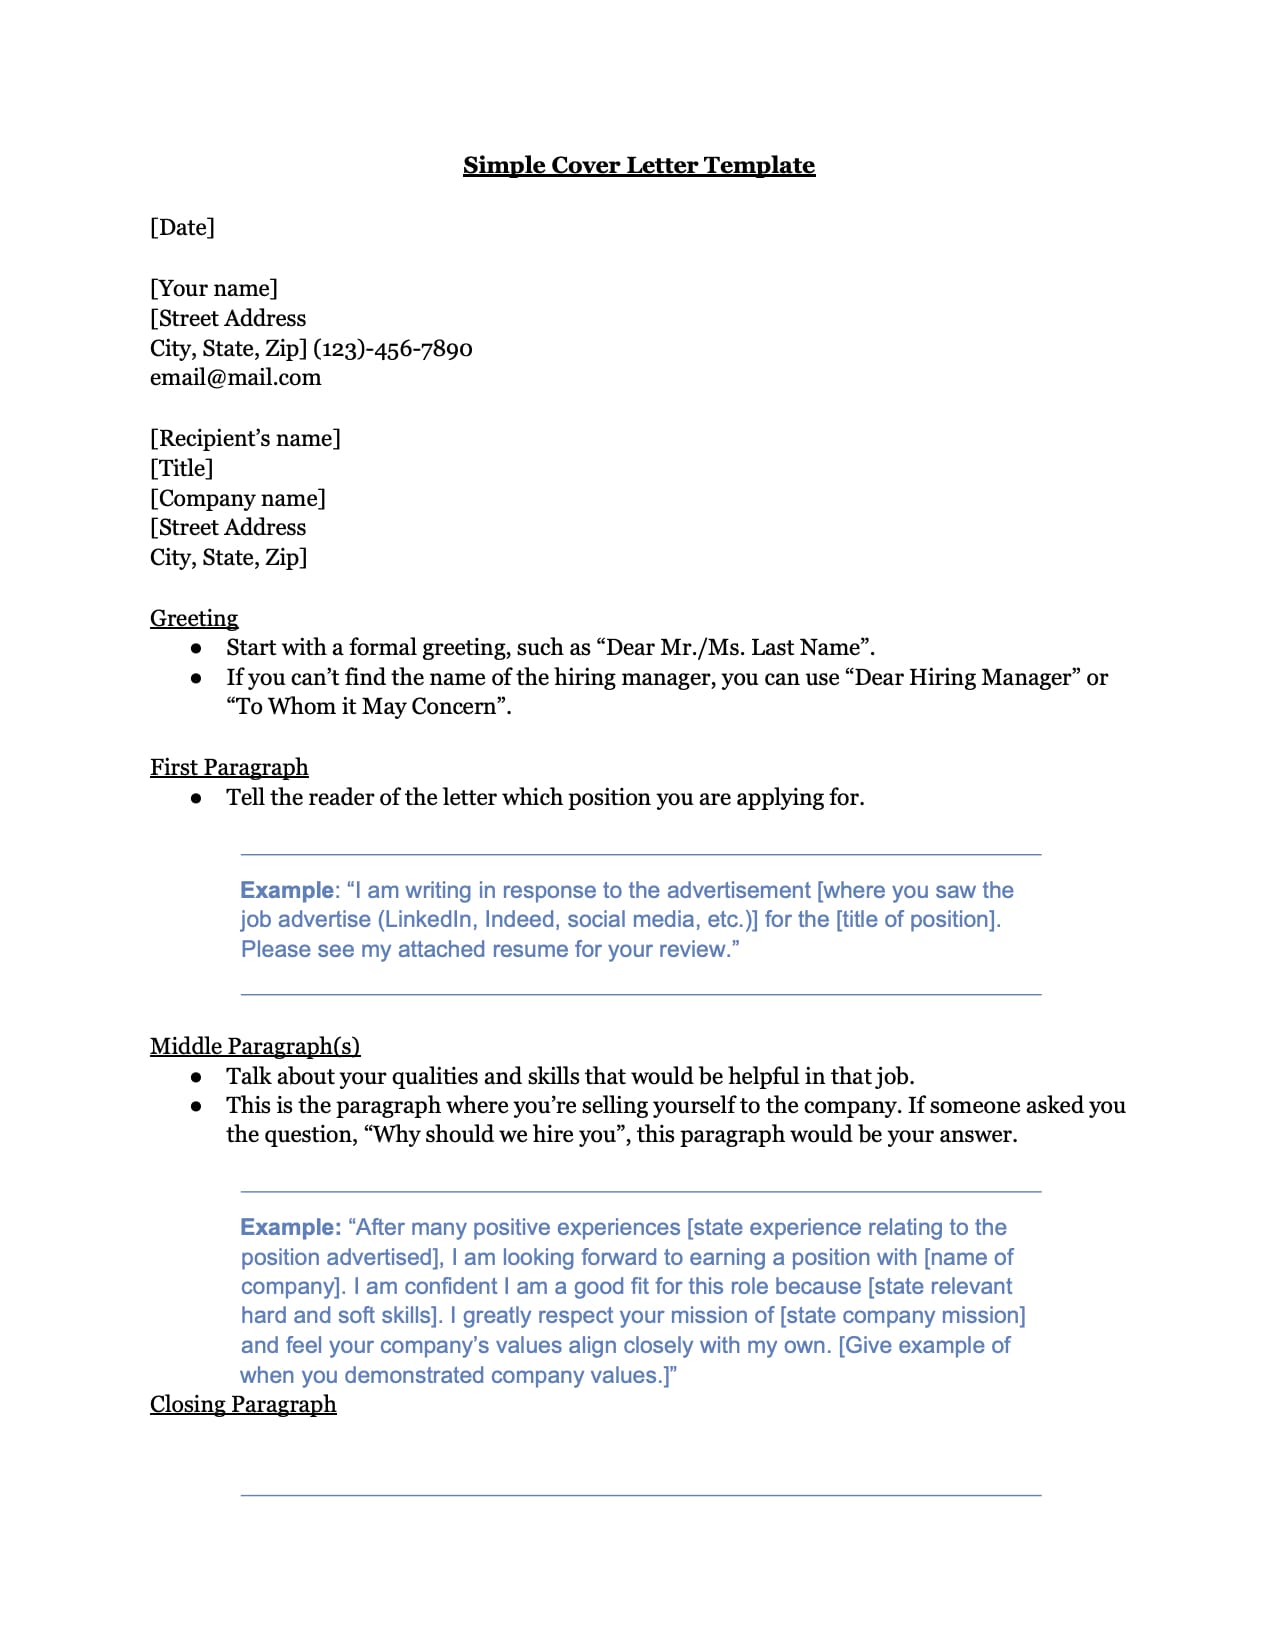 Simple Cover Letter Template
[Date]
[Your name]
[Street Address
City, State, Zip] (123)-456-7890
email@mail.com
[Recipient’s name]
[Title]
[Company name]
[Street Address
City, State, Zip]
Greeting
● Start with a formal greeting, such as “Dear Mr./Ms. Last Name”.
● If you can’t find the name of the hiring manager, you can use “Dear Hiring Manager” or
“To Whom it May Concern”.
First Paragraph
● Tell the reader of the letter which position you are applying for.
Example: “I am writing in response to the advertisement [where you saw the
job advertise (LinkedIn, Indeed, social media, etc.)] for the [title of position].
Please see my attached resume for your review.”
Middle Paragraph(s)
● Talk about your qualities and skills that would be helpful in that job.
● This is the paragraph where you’re selling yourself to the company. If someone asked you
the question, “Why should we hire you”, this paragraph would be your answer.
Example: “After many positive experiences [state experience relating to the
position advertised], I am looking forward to earning a position with [name of
company]. I am confident I am a good fit for this role because [state relevant
hard and soft skills]. I greatly respect your mission of [state company mission]
and feel your company’s values align closely with my own. [Give example of
when you demonstrated company values.]”
Closing Paragraph